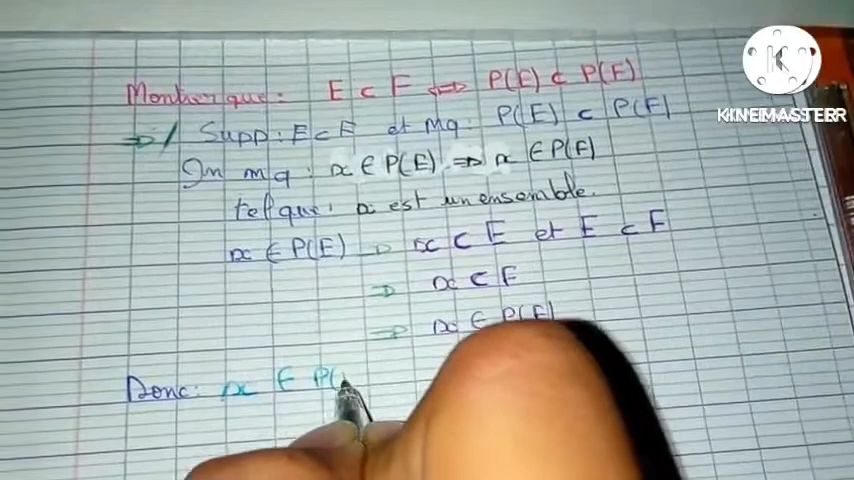 Montrer que: E ⊂ F ⇔ P(E) ⊂ P(F)
⇒/ Supp: E⊂F et Mq: P(E) ⊂ P(F)
On mq: x ∈ P(E) ⇒ x ∈ P(F)
tel que: x est un ensemble.
x ∈ P(E) ⇒ x ⊂ E et E ⊂ F
⇒ x ⊂ F
⇒ x ∈ P(F)
Donc: x ∈ P(
KINEMASTER